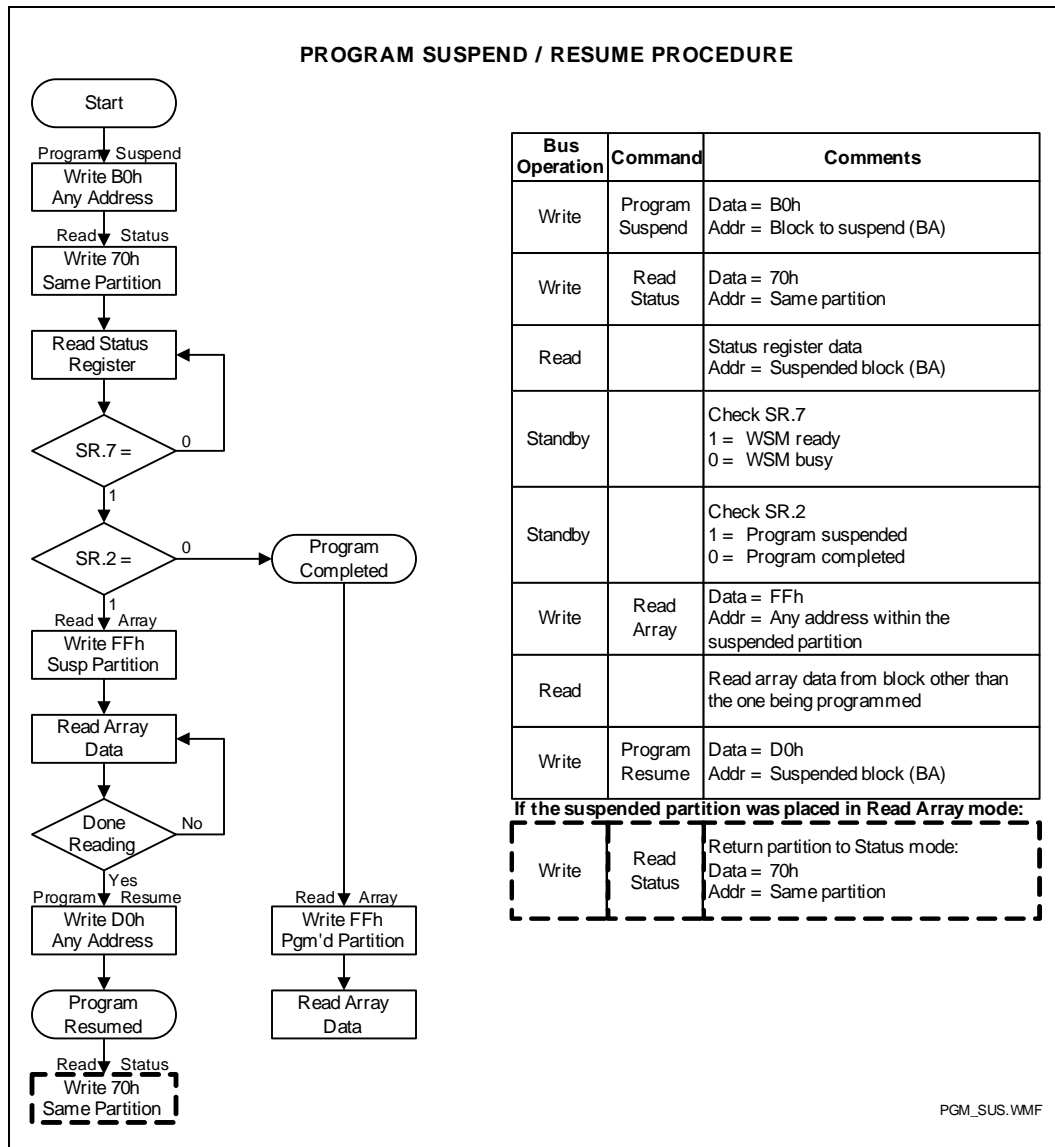 PROGRAM SUSPEND / RESUME PROCEDURE
Start
Program Suspend
Write B0h
Any Address
Read Status
Write 70h
Same Partition
Read Status
Register
SR.7 =
0
1
SR.2 =
0
1
Program
Completed
Read Array
Write FFh
Susp Partition
Read Array
Data
Done
Reading
No
Yes
Program Resume
Write D0h
Any Address
Program
Resumed
Read Status
Write 70h
Same Partition
Read Array
Write FFh
Pgm'd Partition
Read Array
Data
Bus
Operation
Command
Comments
Write
Program
Suspend
Data = B0h
Addr = Block to suspend (BA)
Write
Read
Status
Data = 70h
Addr = Same partition
Read
Status register data
Addr = Suspended block (BA)
Standby
Check SR.7
1 = WSM ready
0 = WSM busy
Standby
Check SR.2
1 = Program suspended
0 = Program completed
Write
Read
Array
Data = FFh
Addr = Any address within the
suspended partition
Read
Read array data from block other than
the one being programmed
Write
Program
Resume
Data = D0h
Addr = Suspended block (BA)
If the suspended partition was placed in Read Array mode:
Write
Read
Status
Return partition to Status mode:
Data = 70h
Addr = Same partition
PGM_SUS.WMF